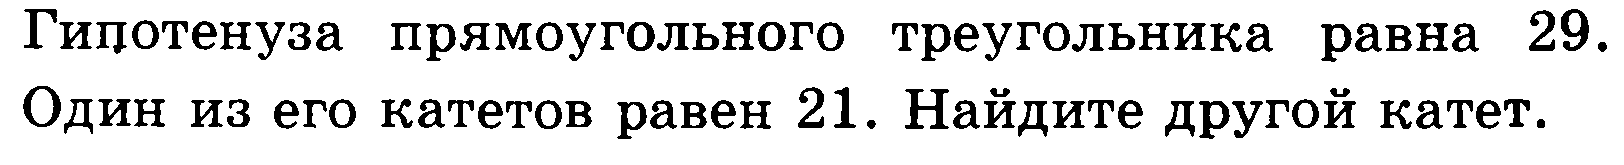 Гипотенуза прямоугольного треугольника равна 29.
Один из его катетов равен 21. Найдите другой катет.